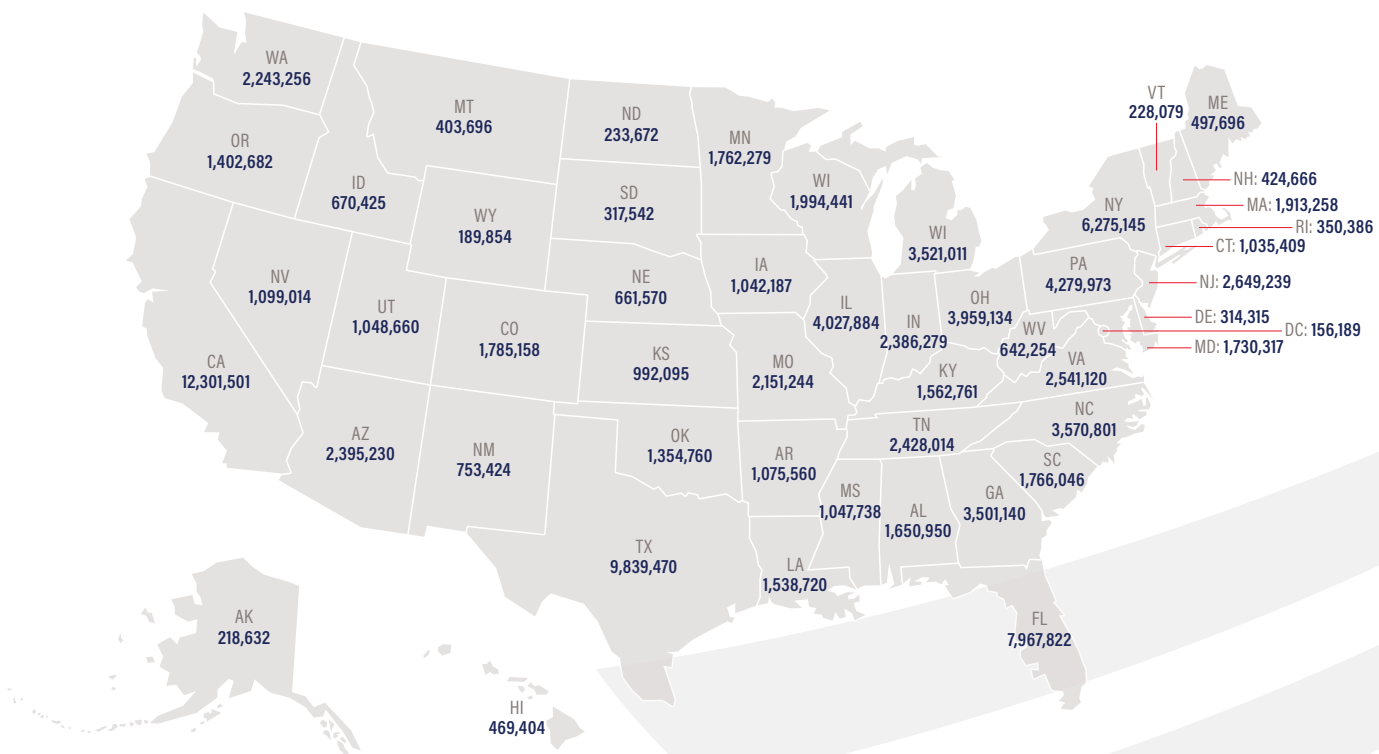 WA
2,243,256
MT
403,696
ND
233,672
MN
1,762,279
VT
228,079
ME
497,696
OR
1,402,682
ID
670,425
WY
189,854
SD
317,542
WI
1,994,441
WI
3,521,011
NY
6,275,145
NH: 424,666
MA: 1,913,258
RI: 350,386
CT: 1,035,409
NV
1,099,014
UT
1,048,660
CO
1,785,158
NE
661,570
IA
1,042,187
IL
4,027,884
IN
2,386,279
OH
3,959,134
PA
4,279,973
NJ: 2,649,239
DE: 314,315
DC: 156,189
MD: 1,730,317
CA
12,301,501
KS
992,095
MO
2,151,244
KY
1,562,761
WV
642,254
VA
2,541,120
AZ
2,395,230
NM
753,424
OK
1,354,760
AR
1,075,560
TN
2,428,014
NC
3,570,801
SC
1,766,046
MS
1,047,738
AL
1,650,950
GA
3,501,140
TX
9,839,470
LA
1,538,720
FL
7,967,822
AK
218,632
HI
469,404